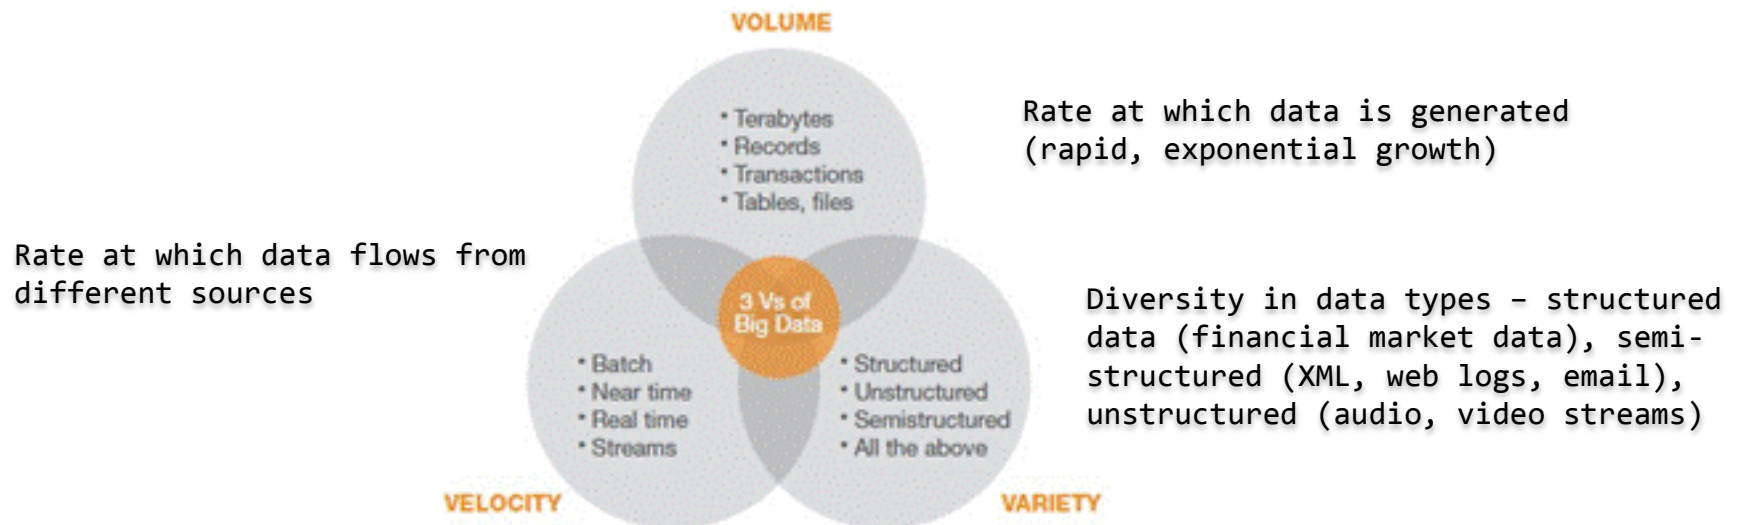 VOLUME
• Terabytes
• Records
• Transactions
• Tables, files
Rate at which data is generated
(rapid, exponential growth)
Rate at which data flows from
different sources
3 Vs of
Big Data
Diversity in data types – structured
data (financial market data), semi-
structured (XML, web logs, email),
unstructured (audio, video streams)
• Batch
• Near time
• Real time
• Streams
• Structured
• Unstructured
• Semistructured
• All the above
VELOCITY
VARIETY